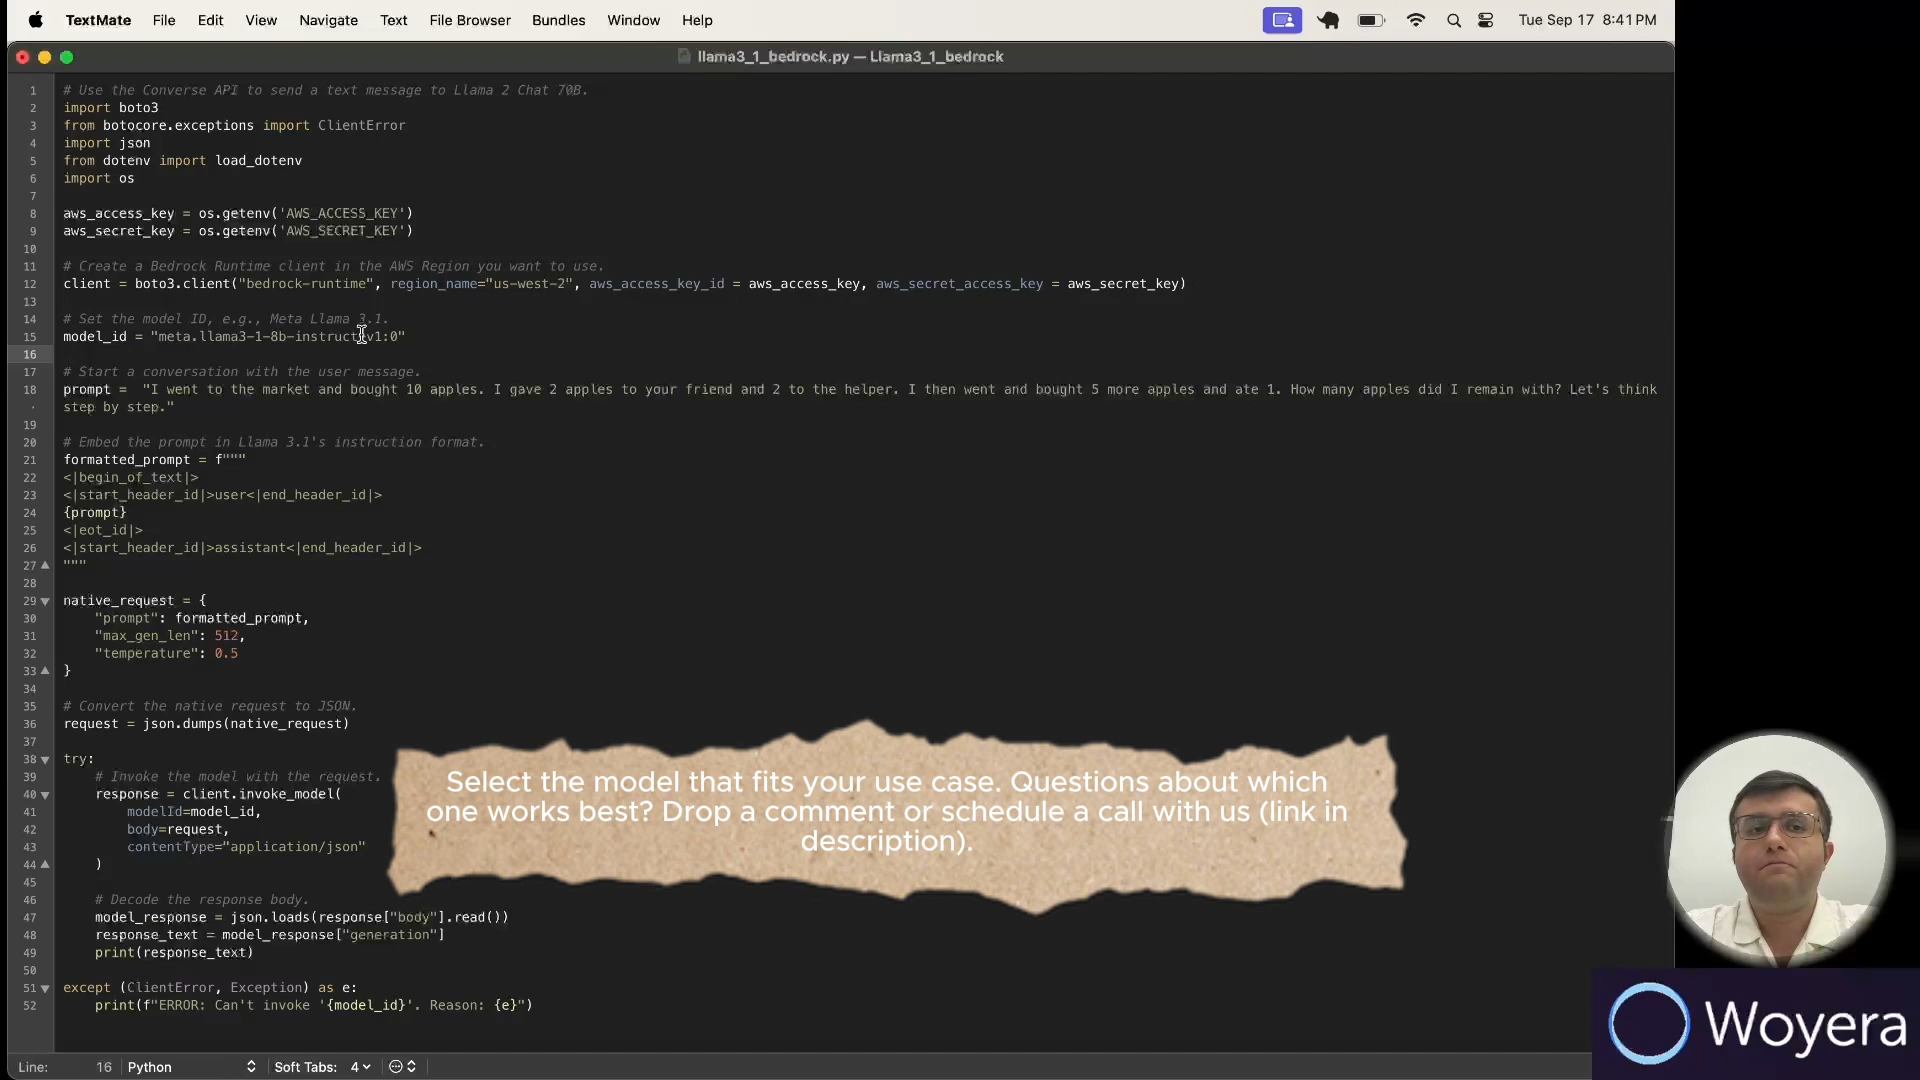 TextMate File Edit View Navigate Text File Browser Bundles Window Help Tue Sep 17 8:41 PM
llama3_1_bedrock.py — Llama3_1_bedrock
1 # Use the Converse API to send a text message to Llama 2 Chat 70B.
2 import boto3
3 from botocore.exceptions import ClientError
4 import json
5 from dotenv import load_dotenv
6 import os
7
8 aws_access_key = os.getenv('AWS_ACCESS_KEY')
9 aws_secret_key = os.getenv('AWS_SECRET_KEY')
10
11 # Create a Bedrock Runtime client in the AWS Region you want to use.
12 client = boto3.client("bedrock-runtime", region_name="us-west-2", aws_access_key_id = aws_access_key, aws_secret_access_key = aws_secret_key)
13
14 # Set the model ID, e.g., Meta Llama 3.1.
15 model_id = "meta.llama3-1-8b-instruct-v1:0"
16
17 # Start a conversation with the user message.
18 prompt = "I went to the market and bought 10 apples. I gave 2 apples to your friend and 2 to the helper. I then went and bought 5 more apples and ate 1. How many apples did I remain with? Let's think
· step by step."
19
20 # Embed the prompt in Llama 3.1's instruction format.
21 formatted_prompt = f"""
22 <|begin_of_text|>
23 <|start_header_id|>user<|end_header_id|>
24 {prompt}
25 <|eot_id|>
26 <|start_header_id|>assistant<|end_header_id|>
27 """
28
29 native_request = {
30 "prompt": formatted_prompt,
31 "max_gen_len": 512,
32 "temperature": 0.5
33 }
34
35 # Convert the native request to JSON.
36 request = json.dumps(native_request)
37
38 try:
39 # Invoke the model with the request.
40 response = client.invoke_model(
41 modelId=model_id,
42 body=request,
43 contentType="application/json"
44 )
45
46 # Decode the response body.
47 model_response = json.loads(response["body"].read())
48 response_text = model_response["generation"]
49 print(response_text)
50
51 except (ClientError, Exception) as e:
52 print(f"ERROR: Can't invoke '{model_id}'. Reason: {e}")
Select the model that fits your use case. Questions about which
one works best? Drop a comment or schedule a call with us (link in
description).
Woyera
Line: 16 Python Soft Tabs: 4